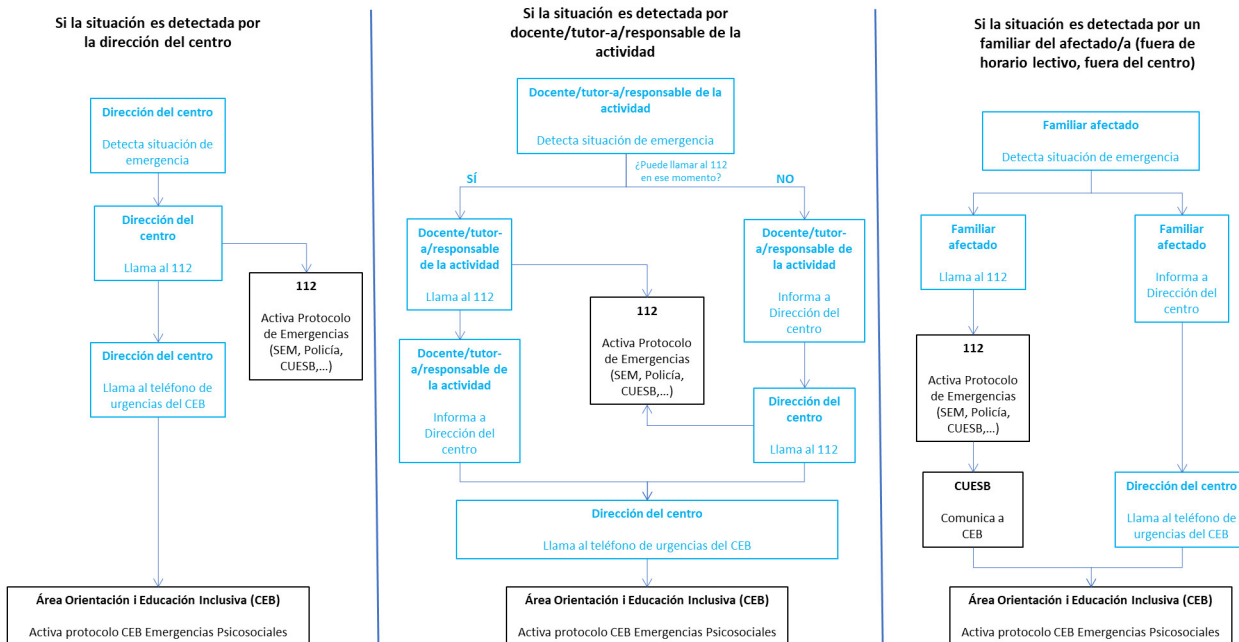 Si la situación es detectada por
la dirección del centro
Dirección del centro
Detecta situación de
emergencia
Dirección del
centro
Llama al 112
112
Activa Protocolo
de Emergencias
(SEM, Policía,
CUESB,...)
Dirección del centro
Llama al teléfono de
urgencias del CEB
Área Orientación i Educación Inclusiva (CEB)
Activa protocolo CEB Emergencias Psicosociales
Si la situación es detectada por
docente/tutor-a/responsable de la
actividad
Docente/tutor-a/responsable de la
actividad
Detecta situación de emergencia
¿Puede llamar al 112
en ese momento?
SÍ
NO
Docente/tutor-
a/responsable
de la actividad
Llama al 112
Docente/tutor-
a/responsable de
la actividad
Informa a
Dirección del
centro
112
Activa Protocolo
de Emergencias
(SEM, Policía,
CUESB,...)
Docente/tutor-
a/responsable de
la actividad
Informa a
Dirección del
centro
Dirección del
centro
Llama al 112
Dirección del centro
Llama al teléfono de urgencias del CEB
Área Orientación i Educación Inclusiva (CEB)
Activa protocolo CEB Emergencias Psicosociales
Si la situación es detectada por un
familiar del afectado/a (fuera de
horario lectivo, fuera del centro)
Familiar afectado
Detecta situación de emergencia
Familiar
afectado
Llama al 112
112
Activa Protocolo
de Emergencias
(SEM, Policía,
CUESB,...)
CUESB
Comunica a
CEB
Familiar
afectado
Informa a
Dirección del
centro
Dirección del centro
Llama al teléfono de
urgencias del CEB
Área Orientación i Educación Inclusiva (CEB)
Activa protocolo CEB Emergencias Psicosociales